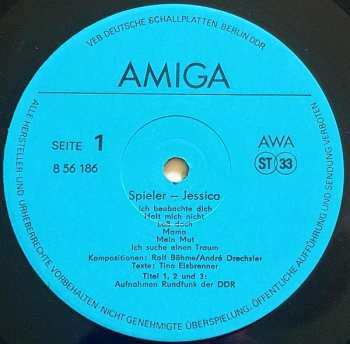 VEB DEUTSCHE SCHALLPLATTEN BERLIN DDR
AMIGA
SEITE 1
8 56 186
AWA
ST 33
Spieler – Jessica
Ich beobachte dich
Halt mich nicht
Laß doch
Mama
Mein Mut
Ich suche einen Traum
Kompositionen: Ralf Böhme/André Drechsler
Texte: Tina Eisbrenner
Titel 1, 2 und 3:
Aufnahmen Rundfunk der DDR
ALLE HERSTELLER- UND URHEBERRECHTE VORBEHALTEN · NICHT GENEHMIGTE ÜBERSPIELUNG, ÖFFENTLICHE AUFFÜHRUNG UND SENDUNG VERBOTEN